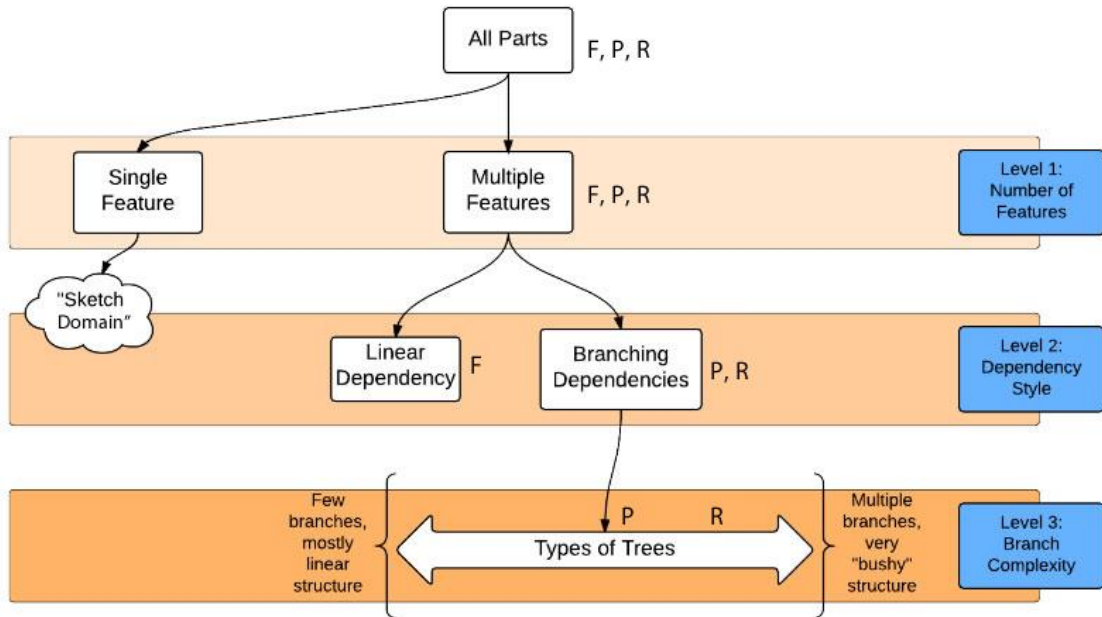 All Parts
F, P, R
Single
Feature
Multiple
Features
F, P, R
Level 1:
Number of
Features
"Sketch
Domain"
Linear
Dependency
F
Branching
Dependencies
P, R
Level 2:
Dependency
Style
Few
branches,
mostly
linear
structure
P
R
Types of Trees
Multiple
branches,
very
"bushy"
structure
Level 3:
Branch
Complexity